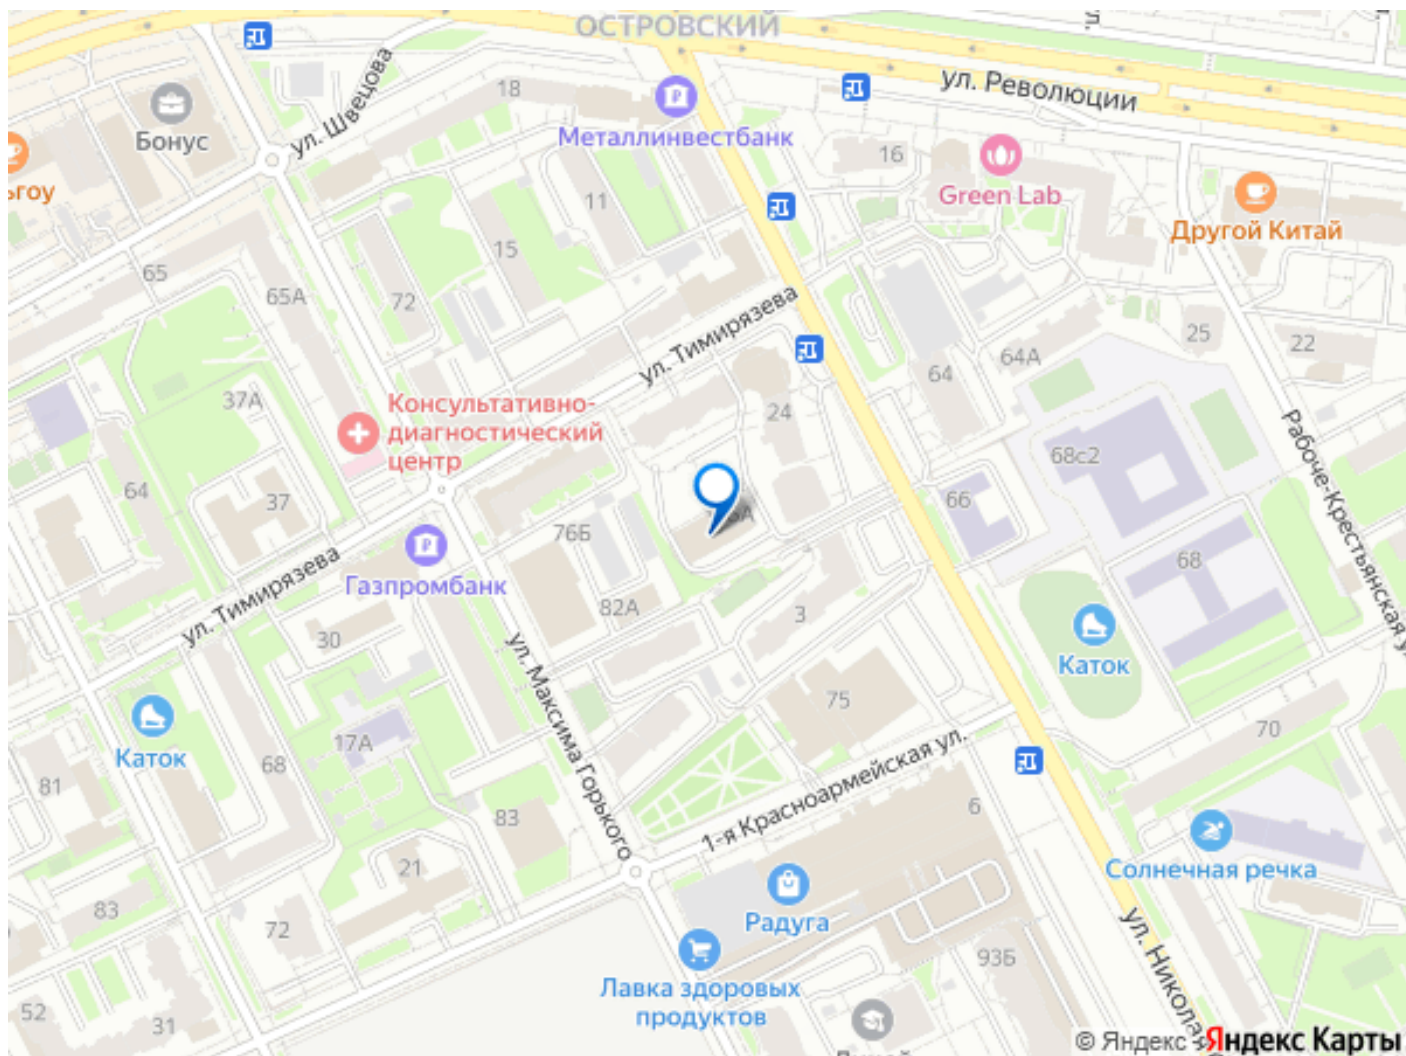 ОСТРОВСКИЙ
ул. Революции
ул. Швецова
18
Металлинвестбанк
Бонус
16
Green Lab
Другой Китай
11
15
65
65А
72
ул. Тимирязева
25
22
64А
64
37А
Консультативно-
диагностический
центр
24
68с2
Рабоче-Крестьянская
64
37
66
76Б
Газпромбанк
68
ул. Тимирязева
82А
3
30
Каток
ул. Максима Горького
75
70
Каток
17А
68
81
1-я Красноармейская ул.
6
83
Солнечная речка
21
Радуга
83
72
ул. Никола
93Б
Лавка здоровых
продуктов
52
31
© Яндекс
Яндекс Карты